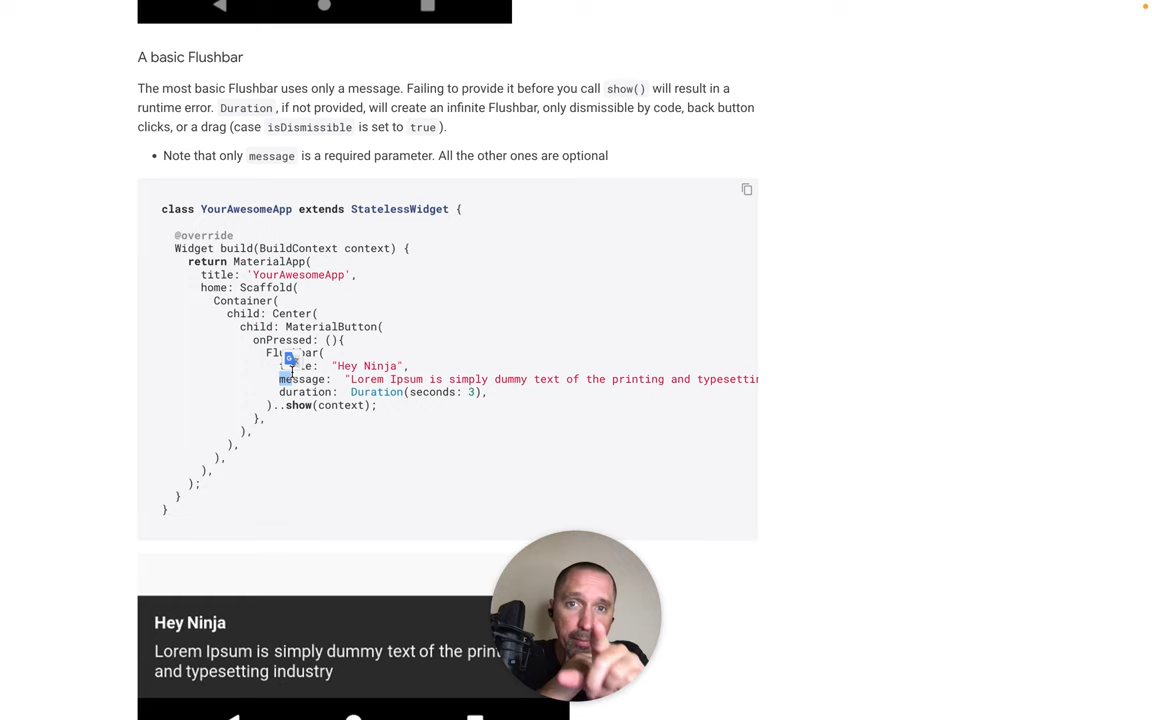 A basic Flushbar
The most basic Flushbar uses only a message. Failing to provide it before you call show() will result in a
runtime error. Duration, if not provided, will create an infinite Flushbar, only dismissible by code, back button
clicks, or a drag (case isDismissible is set to true).
• Note that only message is a required parameter. All the other ones are optional
class YourAwesomeApp extends StatelessWidget {
@override
Widget build(BuildContext context) {
return MaterialApp(
title: 'YourAwesomeApp',
home: Scaffold(
Container(
child: Center(
child: MaterialButton(
onPressed: (){
Flushbar(
title: "Hey Ninja",
message: "Lorem Ipsum is simply dummy text of the printing and typesettin
duration: Duration(seconds: 3),
)..show(context);
},
),
),
),
),
);
}
}
Hey Ninja
Lorem Ipsum is simply dummy text of the print
and typesetting industry